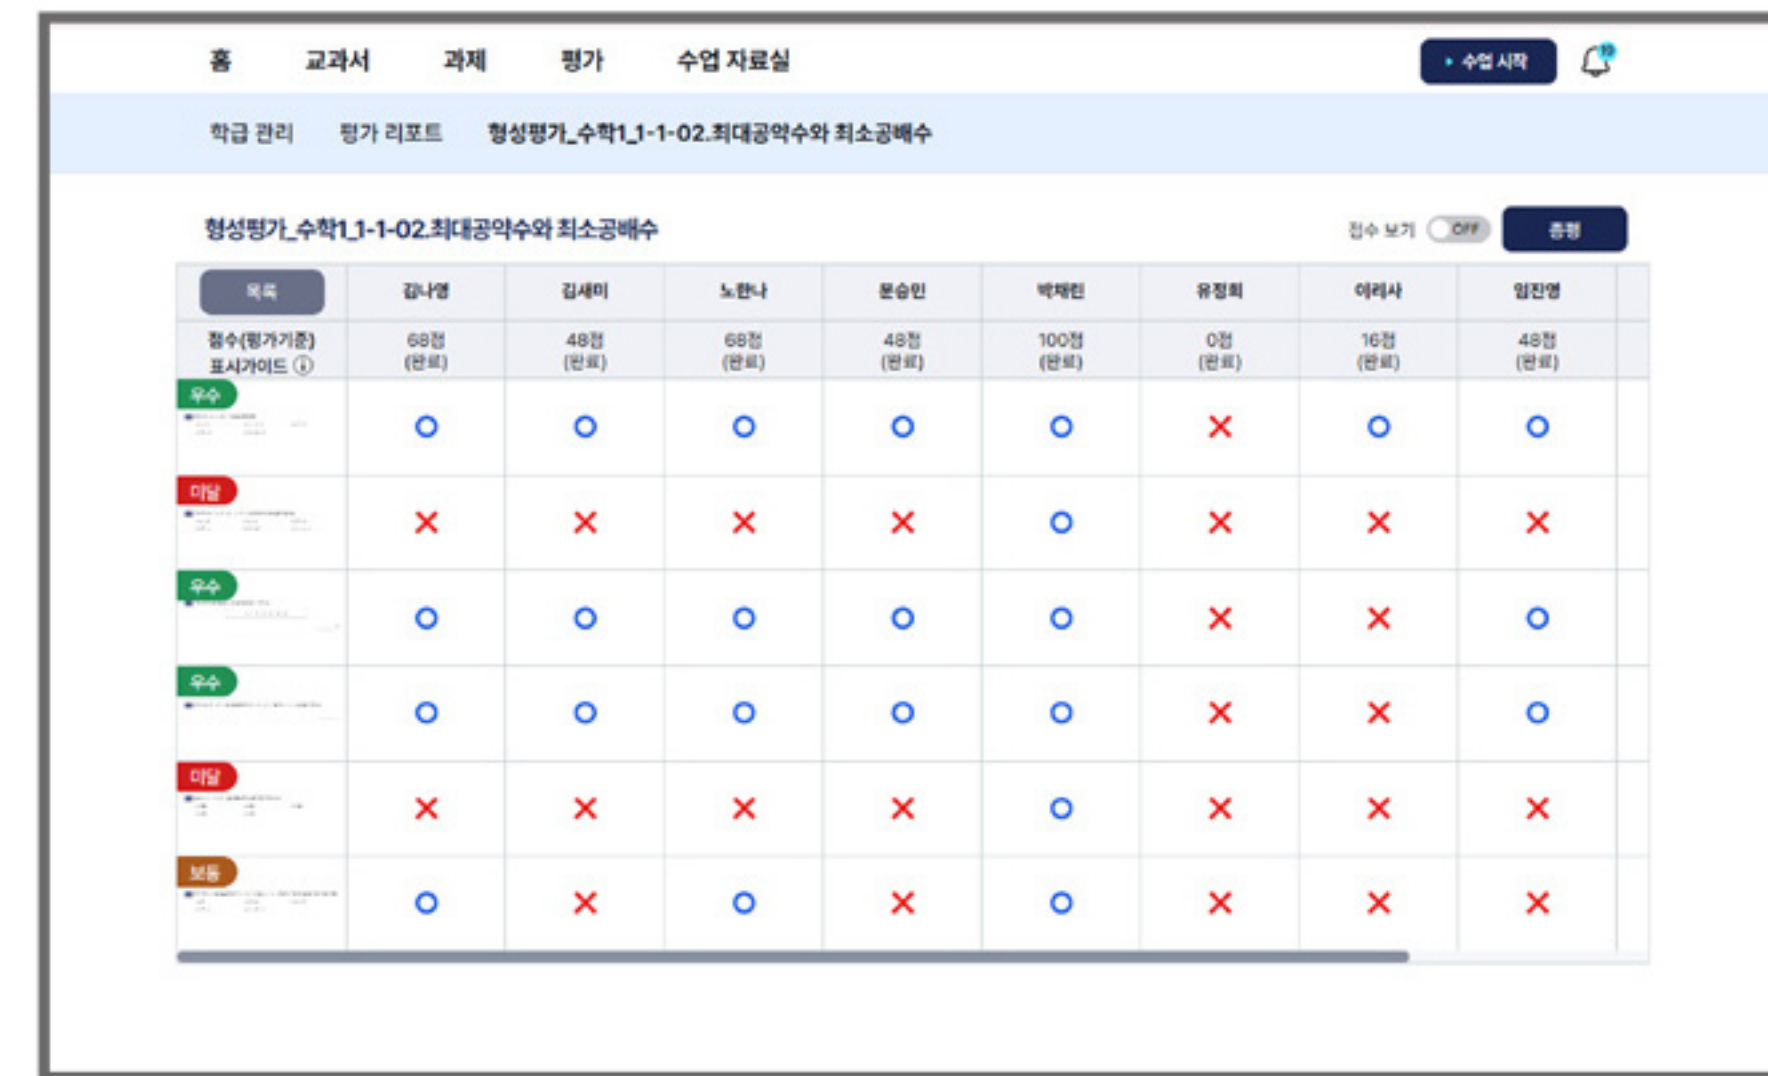 홈 교과서 과제 평가 수업 자료실 수업 시작 19
학급 관리 평가 리포트 형성평가_수학1_1-1-02.최대공약수와 최소공배수
형성평가_수학1_1-1-02.최대공약수와 최소공배수 점수 보기 OFF 총평
목록 김나영 김새미 노한나 문승민 박채린 유정희 이리사 임진영
점수(평가기준) 68점 48점 68점 48점 100점 0점 16점 48점
표시가이드 (완료) (완료) (완료) (완료) (완료) (완료) (완료) (완료)
우수
미달
우수
우수
미달
보통